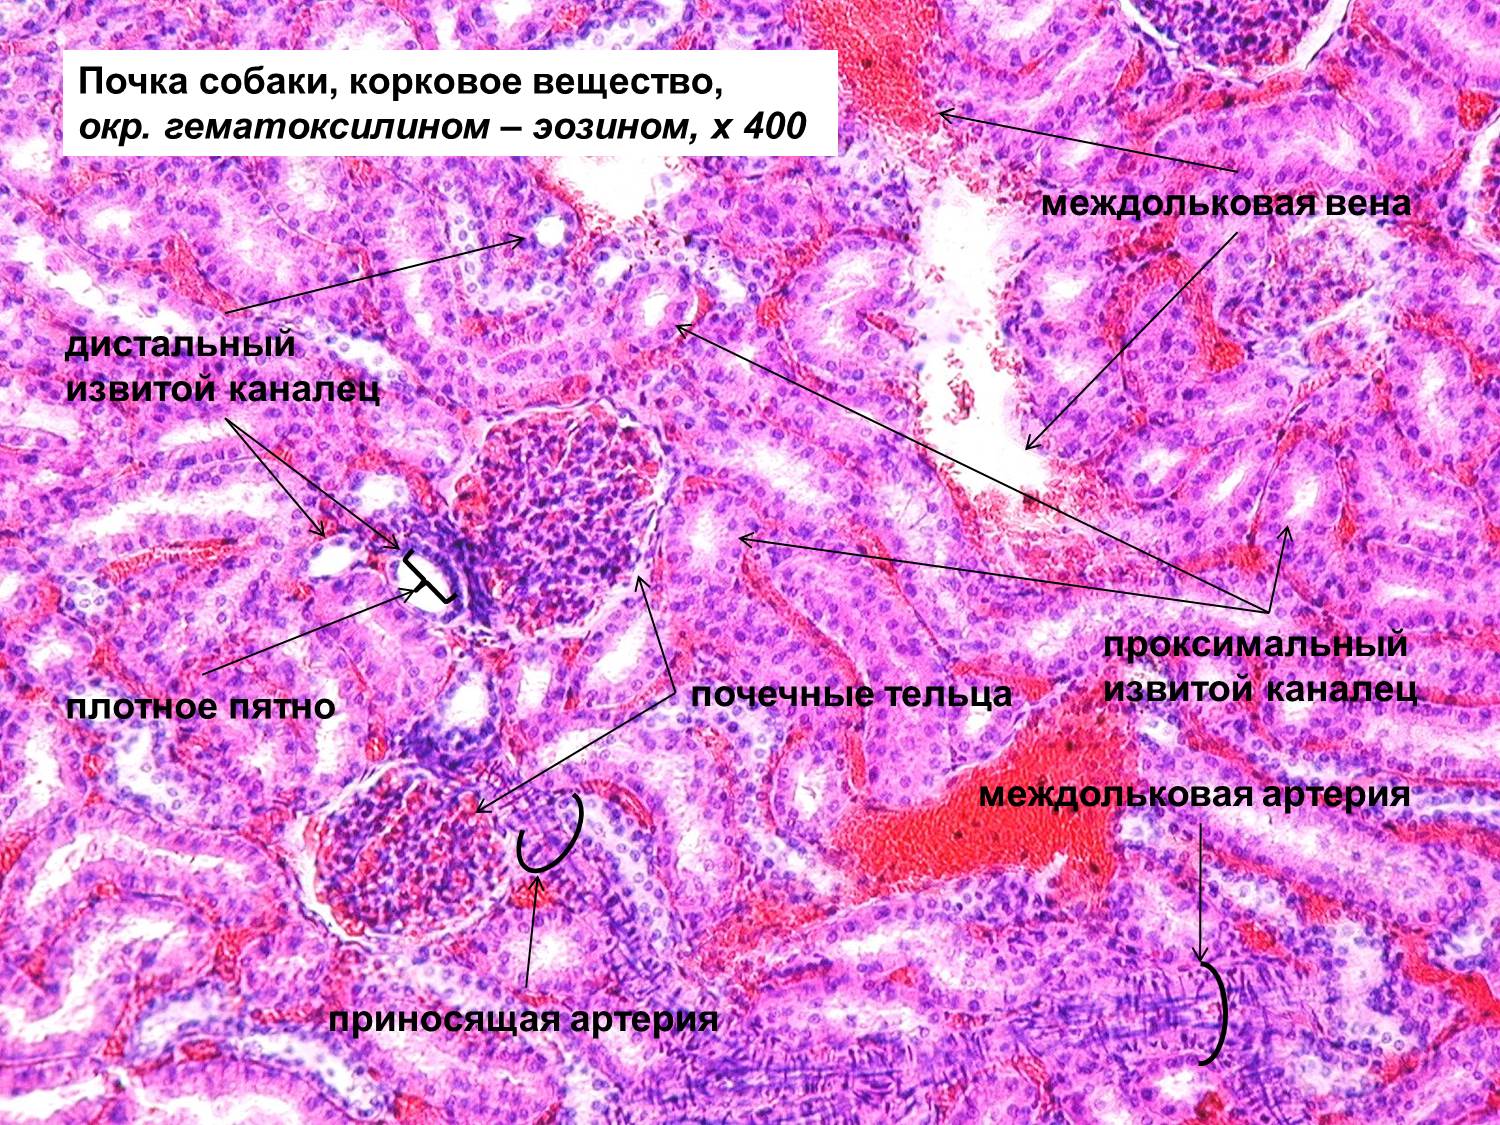 Почка собаки, корковое вещество,
окр. гематоксилином – эозином, х 400
междольковая вена
дистальный
извитой каналец
проксимальный
извитой каналец
плотное пятно
почечные тельца
междольковая артерия
приносящая артерия